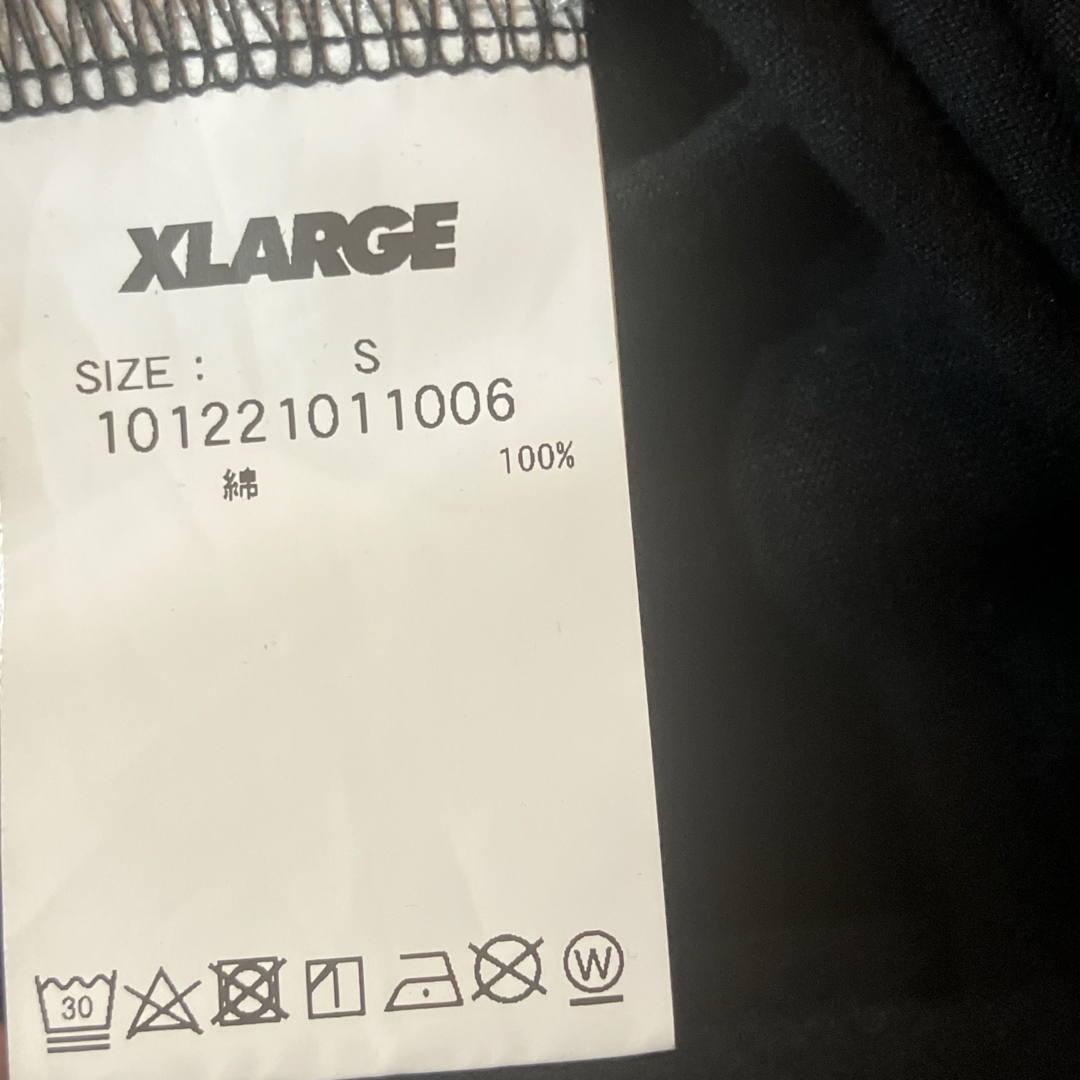 XLARGE
SIZE : S
101221011006
綿 100%
30
W